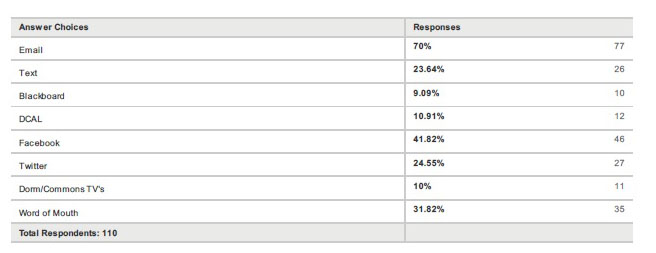 Answer Choices Responses
Email 70% 77
Text 23.64% 26
Blackboard 9.09% 10
DCAL 10.91% 12
Facebook 41.82% 46
Twitter 24.55% 27
Dorm/Commons TV's 10% 11
Word of Mouth 31.82% 35
Total Respondents: 110